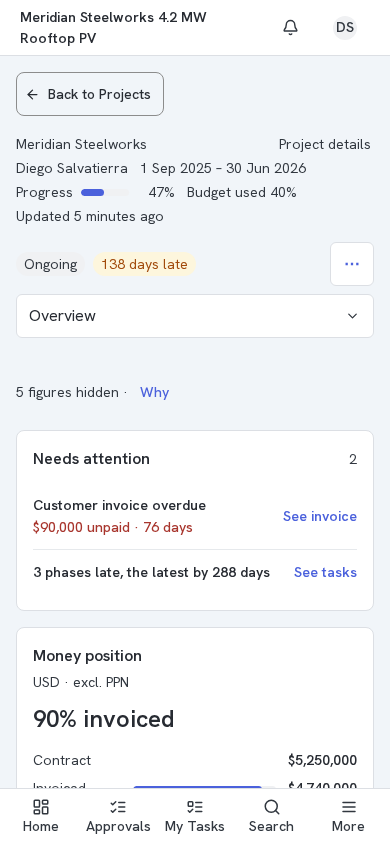 Meridian Steelworks 4.2 MW
Rooftop PV
DS
Back to Projects
Meridian Steelworks
Project details
Diego Salvatierra 1 Sep 2025 – 30 Jun 2026
Progress 47% Budget used 40%
Updated 5 minutes ago
Ongoing 138 days late
Overview
5 figures hidden · Why
Needs attention 2
Customer invoice overdue
$90,000 unpaid · 76 days
See invoice
3 phases late, the latest by 288 days See tasks
Money position
USD · excl. PPN
90% invoiced
Contract $5,250,000
Invoiced $4,740,000
Home Approvals My Tasks Search More